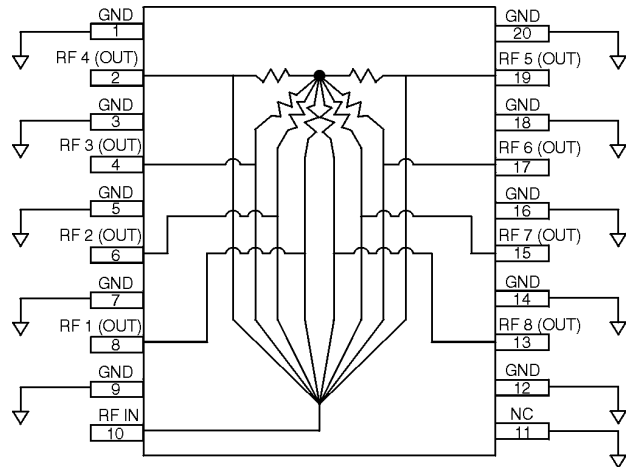 GND
1
RF 4 (OUT)
2
GND
3
RF 3 (OUT)
4
GND
5
RF 2 (OUT)
6
GND
7
RF 1 (OUT)
8
GND
9
RF IN
10
GND
20
RF 5 (OUT)
19
GND
18
RF 6 (OUT)
17
GND
16
RF 7 (OUT)
15
GND
14
RF 8 (OUT)
13
GND
12
NC
11